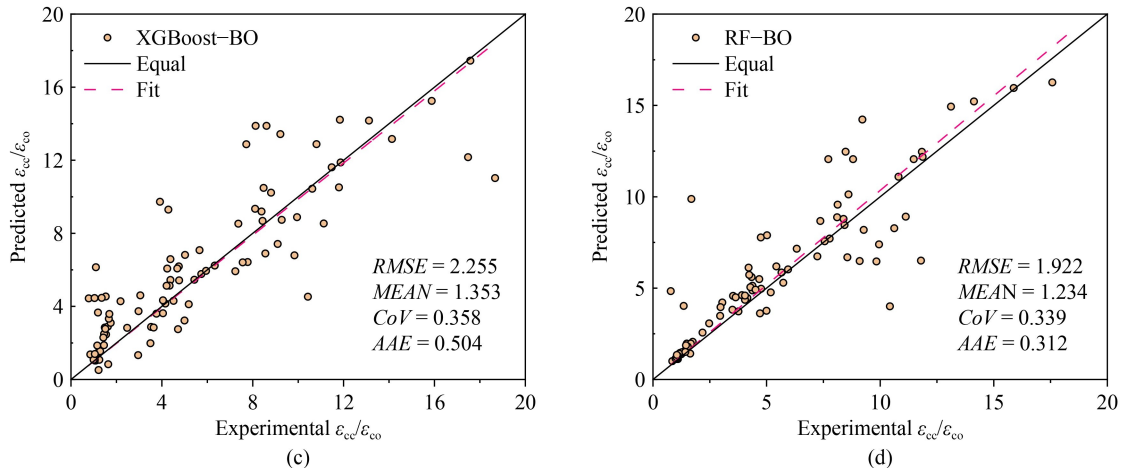 20
16
12
8
4
0
0
4
8
12
16
20
Predicted εcc/εco
Experimental εcc/εco
XGBoost−BO
Equal
Fit
RMSE = 2.255
MEAN = 1.353
CoV = 0.358
AAE = 0.504
(c)
20
15
10
5
0
0
5
10
15
20
Predicted εcc/εco
Experimental εcc/εco
RF−BO
Equal
Fit
RMSE = 1.922
MEAN = 1.234
CoV = 0.339
AAE = 0.312
(d)